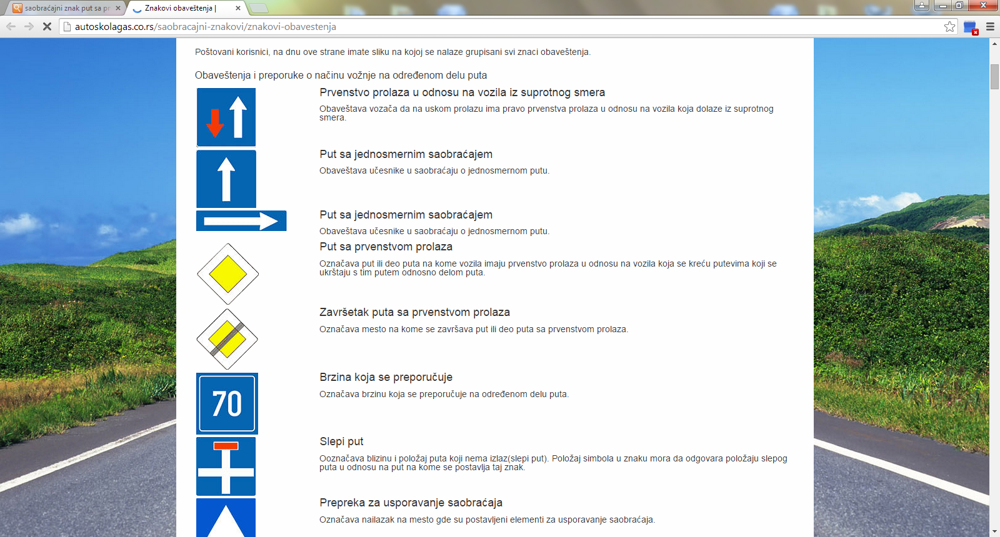 saobraćajni znak put sa pr
Znakovi obaveštenja |
autoskolagas.co.rs/saobracajni-znakovi/znakovi-obavestenja
Poštovani korisnici, na dnu ove strane imate sliku na kojoj se nalaze grupisani svi znaci obaveštenja.
Obaveštenja i preporuke o načinu vožnje na određenom delu puta
Prvenstvo prolaza u odnosu na vozila iz suprotnog smera
Obaveštava vozača da na uskom prolazu ima pravo prvenstva prolaza u odnosu na vozila koja dolaze iz suprotnog
smera.
Put sa jednosmernim saobraćajem
Obaveštava učesnike u saobraćaju o jednosmernom putu.
Put sa jednosmernim saobraćajem
Obaveštava učesnike u saobraćaju o jednosmernom putu.
Put sa prvenstvom prolaza
Označava put ili deo puta na kome vozila imaju prvenstvo prolaza u odnosu na vozila koja se kreću putevima koji se
ukrštaju s tim putem odnosno delom puta.
Završetak puta sa prvenstvom prolaza
Označava mesto na kome se završava put ili deo puta sa prvenstvom prolaza.
70
Brzina koja se preporučuje
Označava brzinu koja se preporučuje na određenom delu puta.
Slepi put
Ooznačava blizinu i položaj puta koji nema izlaz(slepi put). Položaj simbola u znaku mora da odgovara položaju slepog
puta u odnosu na put na kome se postavlja taj znak.
Prepreka za usporavanje saobraćaja
Označava nailazak na mesto gde su postavljeni elementi za usporavanje saobraćaja.